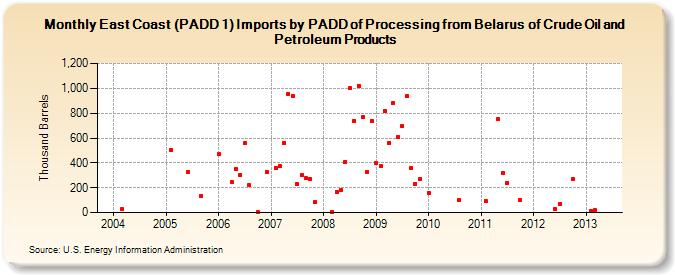 Monthly East Coast (PADD 1) Imports by PADD of Processing from Belarus of Crude Oil and
Petroleum Products
Thousand Barrels
1,200
1,000
800
600
400
200
0
2004 2005 2006 2007 2008 2009 2010 2011 2012 2013
Source: U.S. Energy Information Administration